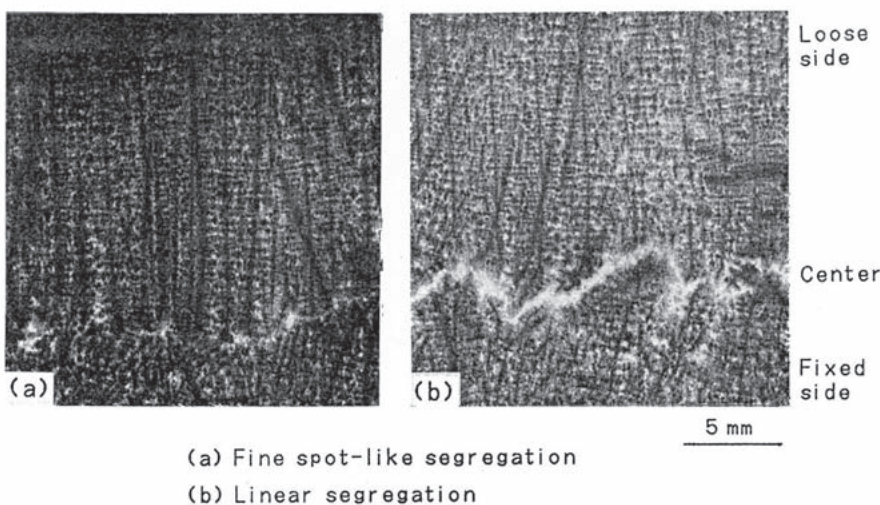 Loose
side
Center
Fixed
side
(a)
(b)
5 mm
(a) Fine spot-like segregation
(b) Linear segregation